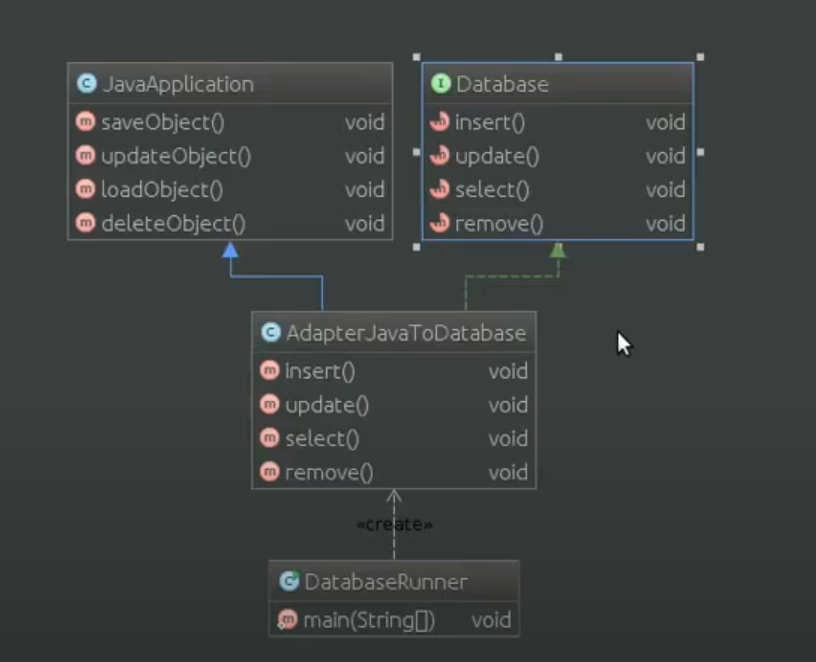 JavaApplication
saveObject() void
updateObject() void
loadObject() void
deleteObject() void
Database
insert() void
update() void
select() void
remove() void
AdapterJavaToDatabase
insert() void
update() void
select() void
remove() void
«create»
DatabaseRunner
main(String[]) void